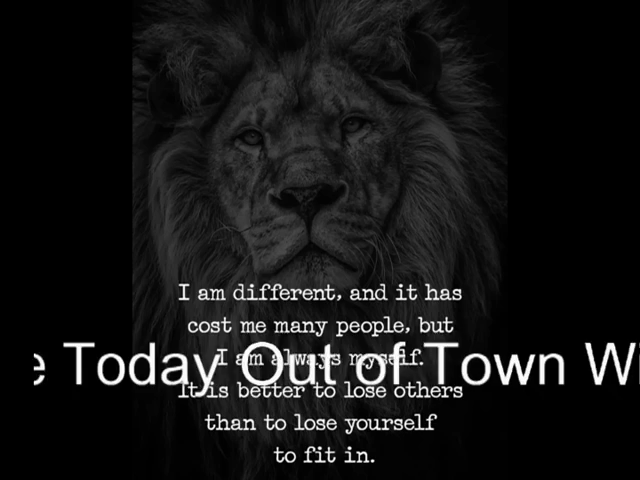 I am different, and it has
cost me many people, but
I am always myself.
e Today Out of Town Wi
It is better to lose others
than to lose yourself
to fit in.